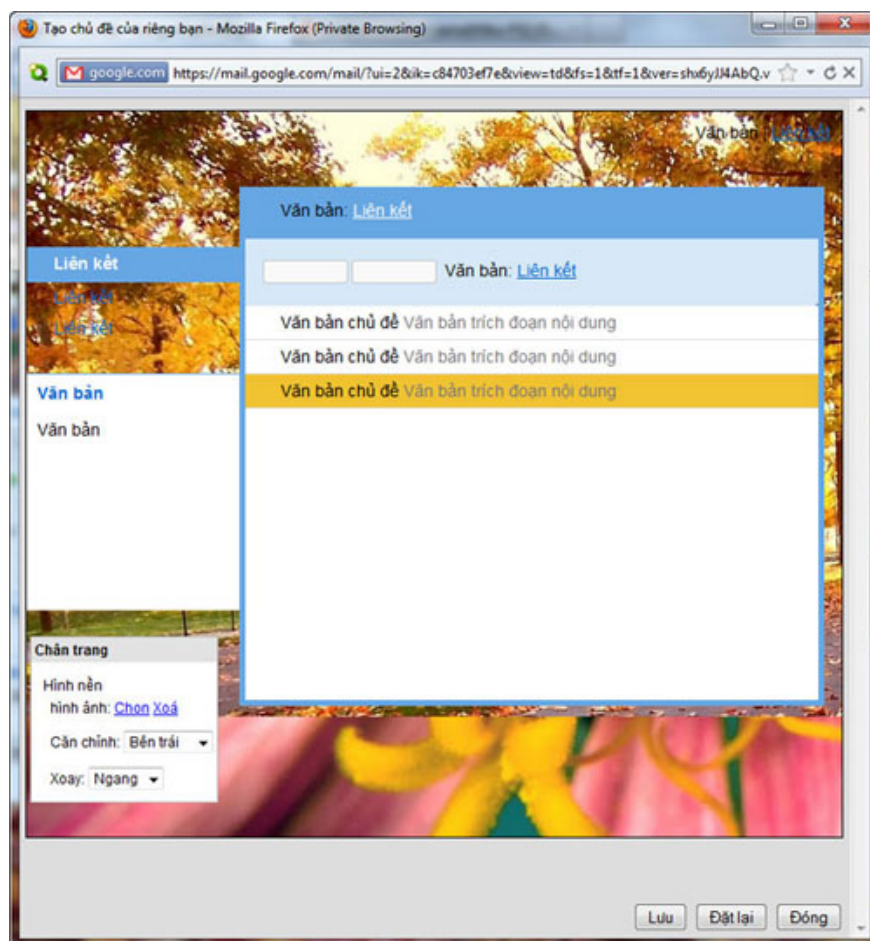 Tạo chủ đề của riêng bạn - Mozilla Firefox (Private Browsing)
google.com https://mail.google.com/mail/?ui=2&ik=c84703ef7e&view=td&fs=1&tf=1&ver=shx6yJJ4AbQ.v
Văn bản Liên kết
Văn bản: Liên kết
Liên kết
Văn bản: Liên kết
Liên kết
Liên kết
Văn bản chủ đề Văn bản trích đoạn nội dung
Văn bản chủ đề Văn bản trích đoạn nội dung
Văn bản chủ đề Văn bản trích đoạn nội dung
Văn bản
Văn bản
Chân trang
Hình nền
hình ảnh: Chọn Xoá
Căn chỉnh: Bên trái
Xoay: Ngang
Lưu Đặt lại Đóng